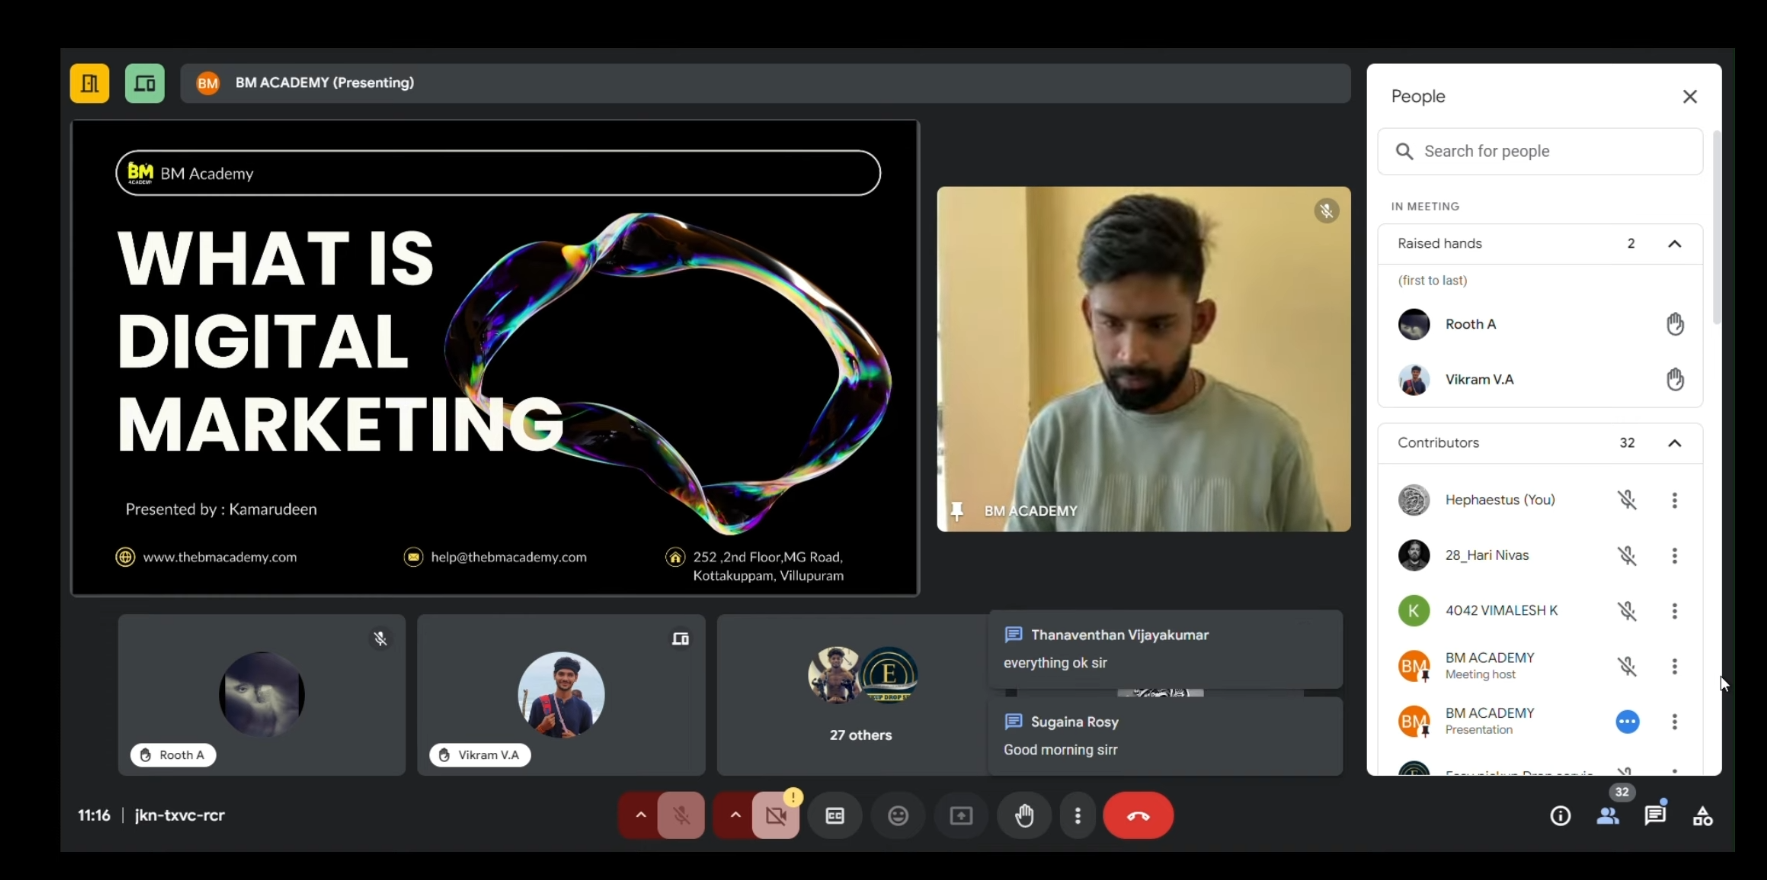 BM
BM ACADEMY (Presenting)
BM
ACADEMY
BM Academy
WHAT IS
DIGITAL
MARKETING
Presented by : Kamarudeen
www.thebmacademy.com
help@thebmacademy.com
252 ,2nd Floor,MG Road,
Kottakuppam, Villupuram
BM ACADEMY
Rooth A
Vikram V.A
E
27 others
Thanaventhan Vijayakumar
everything ok sir
Sugaina Rosy
Good morning sirr
People
Search for people
IN MEETING
Raised hands 2
(first to last)
Rooth A
Vikram V.A
Contributors 32
Hephaestus (You)
28_Hari Nivas
K
4042 VIMALESH K
BM
BM ACADEMY
Meeting host
BM
BM ACADEMY
Presentation
11:16 | jkn-txvc-rcr
32